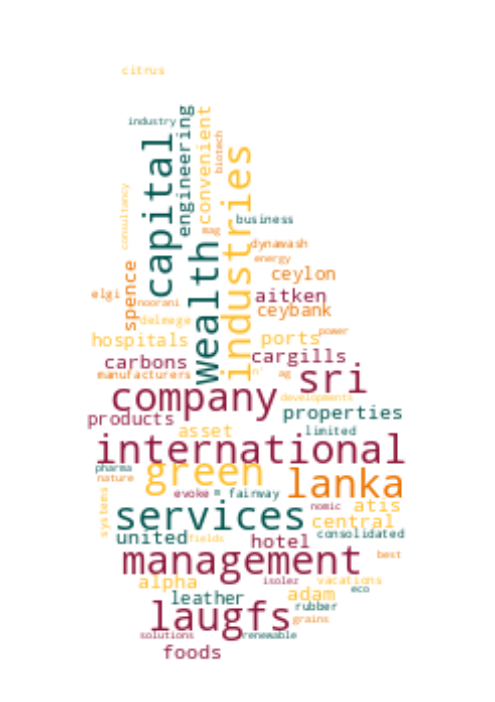 citrus
industry
engineering
convenient
capital
biotech
industries
consultancy
business
mag
wealth
dynawash
energy
spence
ceylon
elgi
noorani
aitken
ceybank
delmege
hospitals
ports
power
carbons
cargills
manufacturers
n'
ag
sri
company
developments
products
properties
asset
limited
international
pharma
green
nature
lanka
evoke
=
fairway
systems
services
nomic
atis
central
united
fields
hotel
consolidated
management
best
alpha
isolez
vacations
leather
adam
eco
laugfs
rubber
grains
solutions
renewable
foods